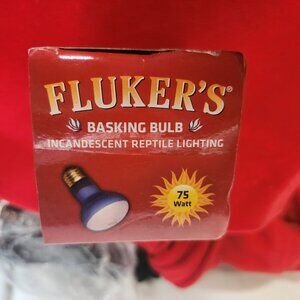 FLUKER'S®
BASKING BULB
INCANDESCENT REPTILE LIGHTING
75
Watt